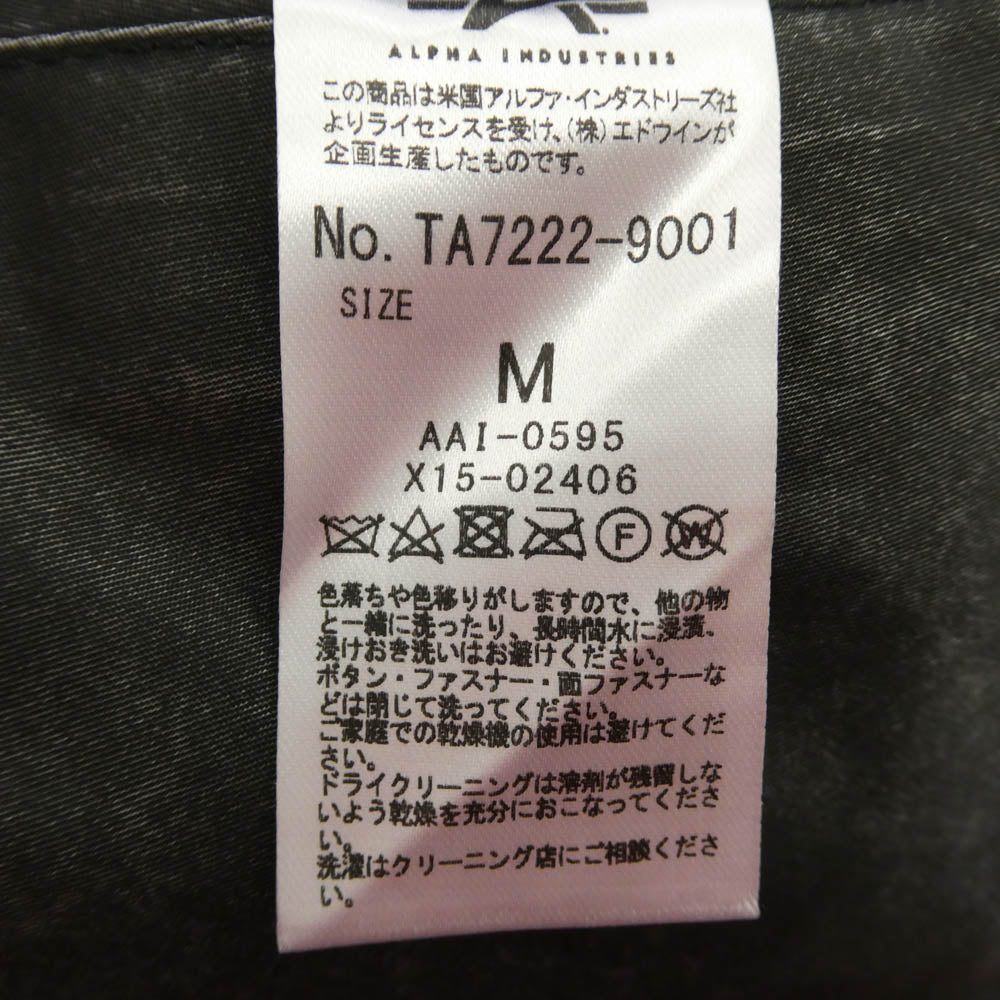 ALPHA INDUSTRIES
この商品は米国アルファ・インダストリーズ社
よりライセンスを受け、(株)エドウインが
企画生産したものです。
No. TA7222-9001
SIZE
M
AAI-0595
X15-02406
F
W
色落ちや色移りがしますので、他の物
と一緒に洗ったり、長時間水に浸漬、
浸けおき洗いはお避けください。
ボタン・ファスナー・面ファスナーな
どは閉じて洗ってください。
ご家庭での乾燥機の使用は避けてくだ
さい。
ドライクリーニングは溶剤が残留しな
いよう乾燥を充分におこなってくださ
い。
洗濯はクリーニング店にご相談くださ
い。